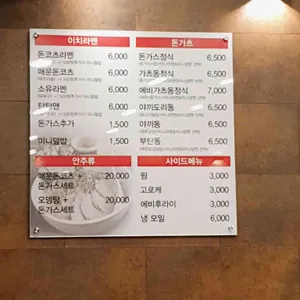 이치라멘
돈코츠라멘 6,000
매운돈코츠 6,000
소유라멘 6,000
탄탄멘 6,000
돈가스추가 1,500
미니덮밥 1,500
돈가츠
돈가스정식 6,500
가츠동정식 6,500
에비가츠동정식 7,000
야끼도리동 6,500
야끼동 6,500
부탄동 6,500
안주류
매운돈코츠 20,000
돈가스세트
오뎅탕 + 20,000
돈가스세트
사이드메뉴
윙 3,000
고로케 3,000
에비후라이 3,000
냉 모밀 6,000